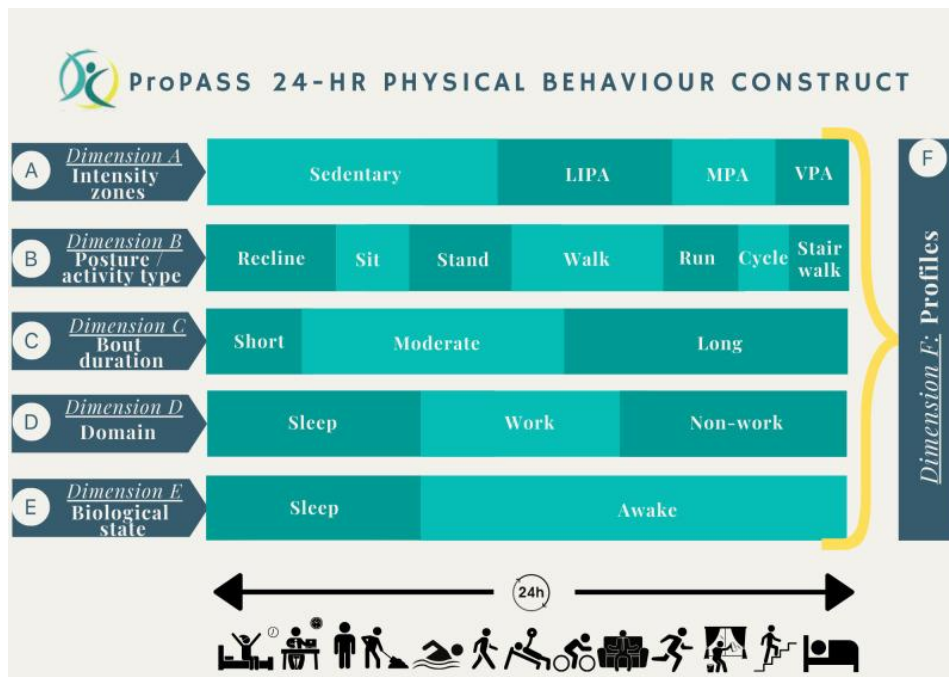 ProPASS 24-HR PHYSICAL BEHAVIOUR CONSTRUCT
A
Dimension A
Intensity
zones
Sedentary
LIPA
MPA
VPA
B
Dimension B
Posture /
activity type
Recline
Sit
Stand
Walk
Run
Cycle
Stair
walk
C
Dimension C
Bout
duration
Short
Moderate
Long
D
Dimension D
Domain
Sleep
Work
Non-work
E
Dimension E
Biological
state
Sleep
Awake
F
Dimension F: Profiles
24h